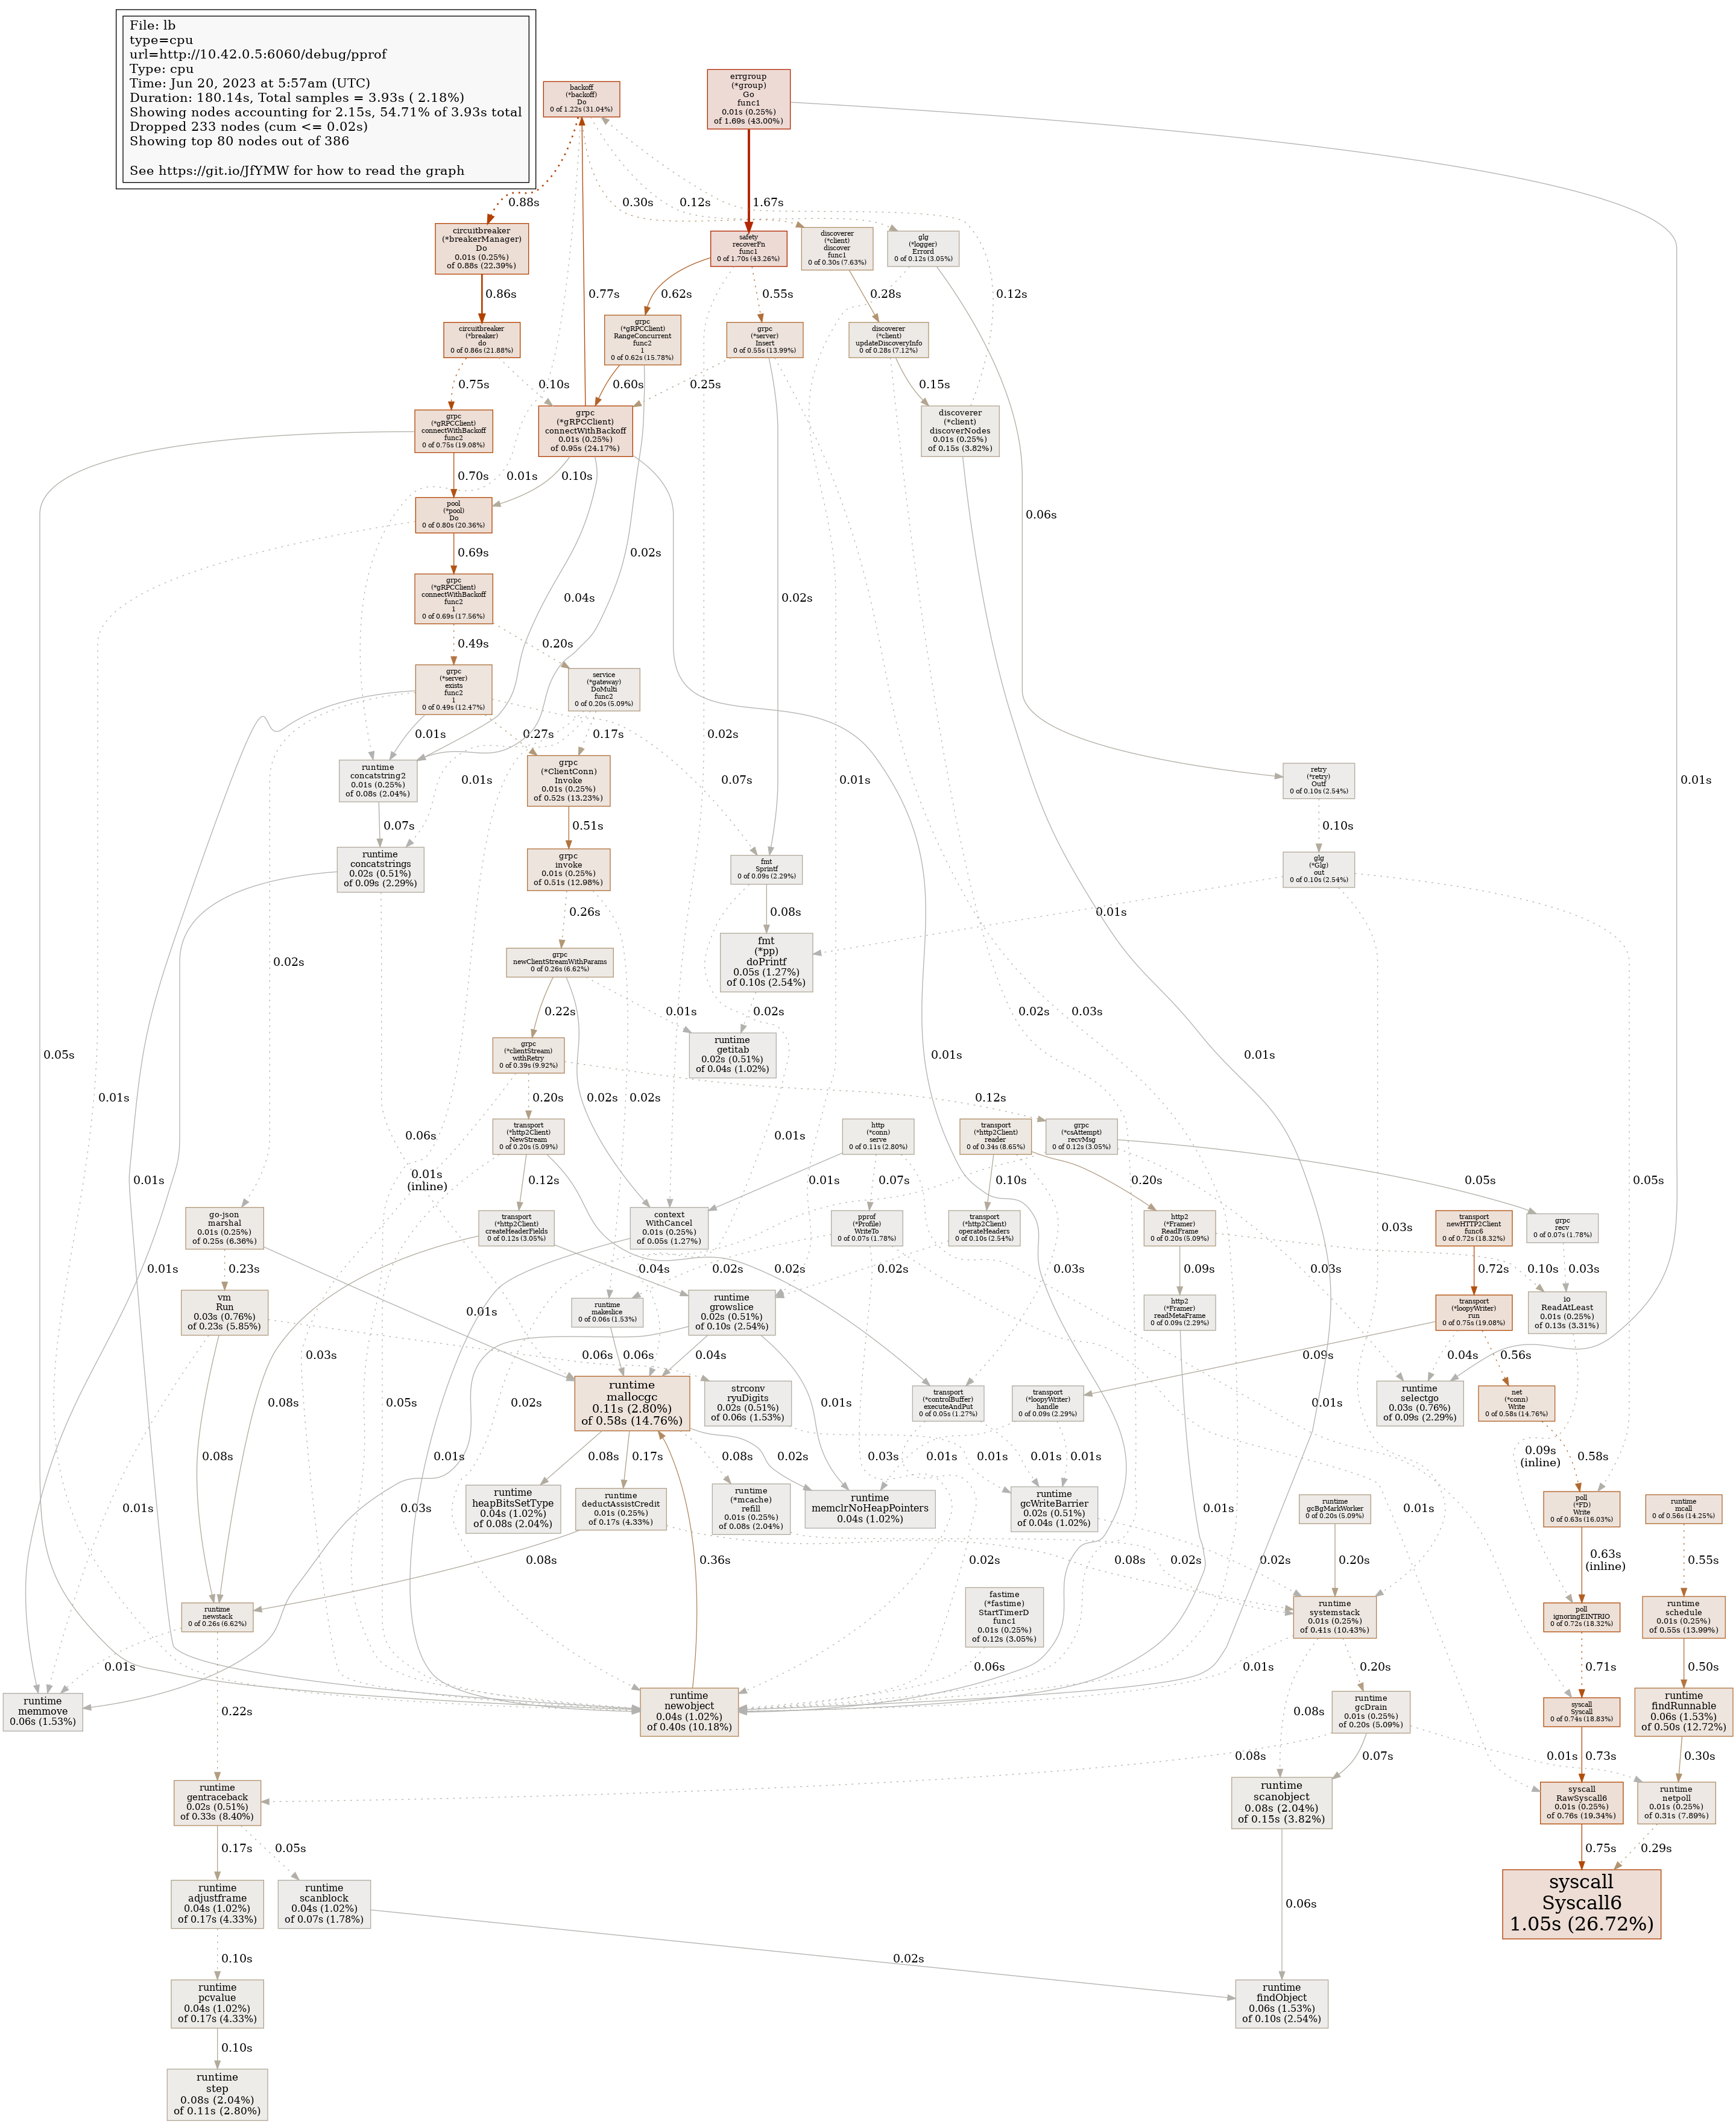 File: lb
type=cpu
url=http://10.42.0.5:6060/debug/pprof
Type: cpu
Time: Jun 20, 2023 at 5:57am (UTC)
Duration: 180.14s, Total samples = 3.93s ( 2.18%)
Showing nodes accounting for 2.15s, 54.71% of 3.93s total
Dropped 233 nodes (cum <= 0.02s)
Showing top 80 nodes out of 386
See https://git.io/JfYMW for how to read the graph
backoff
(*backoff)
Do
0 of 1.22s (31.04%)
errgroup
(*group)
Go
func1
0.01s (0.25%)
of 1.69s (43.00%)
0.88s
0.30s
0.12s
1.67s
circuitbreaker
(*breakerManager)
Do
0.01s (0.25%)
of 0.88s (22.39%)
safety
recoverFn
func1
0 of 1.70s (43.26%)
discoverer
(*client)
discover
func1
0 of 0.30s (7.63%)
glg
(*logger)
Errord
0 of 0.12s (3.05%)
0.86s
0.77s
0.62s
0.55s
0.28s
0.12s
circuitbreaker
(*breaker)
do
0 of 0.86s (21.88%)
grpc
(*gRPCClient)
RangeConcurrent
func2
1
0 of 0.62s (15.78%)
grpc
(*server)
Insert
0 of 0.55s (13.99%)
discoverer
(*client)
updateDiscoveryInfo
0 of 0.28s (7.12%)
0.75s
0.10s
0.60s
0.25s
0.15s
grpc
(*gRPCClient)
connectWithBackoff
func2
0 of 0.75s (19.08%)
grpc
(*gRPCClient)
connectWithBackoff
0.01s (0.25%)
of 0.95s (24.17%)
discoverer
(*client)
discoverNodes
0.01s (0.25%)
of 0.15s (3.82%)
0.70s
0.01s
0.10s
0.06s
pool
(*pool)
Do
0 of 0.80s (20.36%)
0.69s
0.02s
0.02s
grpc
(*gRPCClient)
connectWithBackoff
func2
1
0 of 0.69s (17.56%)
0.04s
0.02s
0.49s
0.20s
grpc
(*server)
exists
func2
1
0 of 0.49s (12.47%)
service
(*gateway)
DoMulti
func2
0 of 0.20s (5.09%)
0.01s
0.27s
0.17s
runtime
concatstring2
0.01s (0.25%)
of 0.08s (2.04%)
0.01s
grpc
(*ClientConn)
Invoke
0.01s (0.25%)
of 0.52s (13.23%)
0.07s
0.01s
retry
(*retry)
Outf
0 of 0.10s (2.54%)
0.01s
0.07s
0.51s
0.10s
runtime
concatstrings
0.02s (0.51%)
of 0.09s (2.29%)
grpc
invoke
0.01s (0.25%)
of 0.51s (12.98%)
fmt
Sprintf
0 of 0.09s (2.29%)
glg
(*Glg)
out
0 of 0.10s (2.54%)
0.26s
0.08s
0.01s
0.02s
grpc
newClientStreamWithParams
0 of 0.26s (6.62%)
fmt
(*pp)
doPrintf
0.05s (1.27%)
of 0.10s (2.54%)
0.22s
0.01s
0.02s
0.02s
0.03s
0.05s
grpc
(*clientStream)
withRetry
0 of 0.39s (9.92%)
runtime
getitab
0.02s (0.51%)
of 0.04s (1.02%)
0.01s
0.01s
0.01s
0.20s
0.02s
0.02s
0.12s
0.06s
transport
(*http2Client)
NewStream
0 of 0.20s (5.09%)
0.01s
http
(*conn)
serve
0 of 0.11s (2.80%)
transport
(*http2Client)
reader
0 of 0.34s (8.65%)
grpc
(*csAttempt)
recvMsg
0 of 0.12s (3.05%)
0.01s
0.01s
(inline)
0.12s
0.01s
0.07s
0.10s
0.20s
0.05s
0.05s
go-json
marshal
0.01s (0.25%)
of 0.25s (6.36%)
transport
(*http2Client)
createHeaderFields
0 of 0.12s (3.05%)
context
WithCancel
0.01s (0.25%)
of 0.05s (1.27%)
pprof
(*Profile)
WriteTo
0 of 0.07s (1.78%)
transport
(*http2Client)
operateHeaders
0 of 0.10s (2.54%)
http2
(*Framer)
ReadFrame
0 of 0.20s (5.09%)
0.03s
transport
newHTTP2Client
func6
0 of 0.72s (18.32%)
grpc
recv
0 of 0.07s (1.78%)
0.01s
0.23s
0.04s
0.02s
0.02s
0.02s
0.03s
0.09s
0.03s
0.10s
0.72s
0.03s
vm
Run
0.03s (0.76%)
of 0.23s (5.85%)
0.01s
runtime
makeslice
0 of 0.06s (1.53%)
runtime
growslice
0.02s (0.51%)
of 0.10s (2.54%)
http2
(*Framer)
readMetaFrame
0 of 0.09s (2.29%)
transport
(*loopyWriter)
run
0 of 0.75s (19.08%)
io
ReadAtLeast
0.01s (0.25%)
of 0.13s (3.31%)
0.03s
0.06s
0.06s
0.04s
0.09s
0.04s
0.56s
runtime
mallocgc
0.11s (2.80%)
of 0.58s (14.76%)
strconv
ryuDigits
0.02s (0.51%)
of 0.06s (1.53%)
transport
(*controlBuffer)
executeAndPut
0 of 0.05s (1.27%)
transport
(*loopyWriter)
handle
0 of 0.09s (2.29%)
runtime
selectgo
0.03s (0.76%)
of 0.09s (2.29%)
net
(*conn)
Write
0 of 0.58s (14.76%)
0.08s
0.05s
0.02s
0.01s
0.01s
0.08s
0.01s
0.03s
0.08s
0.17s
0.08s
0.02s
0.03s
0.01s
0.01s
0.01s
0.01s
0.09s
(inline)
0.58s
runtime
heapBitsSetType
0.04s (1.02%)
of 0.08s (2.04%)
runtime
deductAssistCredit
0.01s (0.25%)
of 0.17s (4.33%)
runtime
(*mcache)
refill
0.01s (0.25%)
of 0.08s (2.04%)
runtime
memclrNoHeapPointers
0.04s (1.02%)
runtime
gcWriteBarrier
0.02s (0.51%)
of 0.04s (1.02%)
runtime
gcBgMarkWorker
0 of 0.20s (5.09%)
poll
(*FD)
Write
0 of 0.63s (16.03%)
runtime
mcall
0 of 0.56s (14.25%)
0.01s
0.01s
0.08s
0.36s
0.02s
0.08s
0.02s
0.02s
0.20s
0.63s
(inline)
0.55s
runtime
newstack
0 of 0.26s (6.62%)
fastime
(*fastime)
StartTimerD
func1
0.01s (0.25%)
of 0.12s (3.05%)
runtime
systemstack
0.01s (0.25%)
of 0.41s (10.43%)
poll
ignoringEINTRIO
0 of 0.72s (18.32%)
runtime
schedule
0.01s (0.25%)
of 0.55s (13.99%)
0.01s
0.06s
0.01s
0.20s
0.71s
0.50s
runtime
memmove
0.06s (1.53%)
0.22s
runtime
newobject
0.04s (1.02%)
of 0.40s (10.18%)
0.08s
runtime
gcDrain
0.01s (0.25%)
of 0.20s (5.09%)
syscall
Syscall
0 of 0.74s (18.83%)
runtime
findRunnable
0.06s (1.53%)
of 0.50s (12.72%)
0.08s
0.07s
0.01s
0.73s
0.30s
runtime
gentraceback
0.02s (0.51%)
of 0.33s (8.40%)
runtime
scanobject
0.08s (2.04%)
of 0.15s (3.82%)
syscall
RawSyscall6
0.01s (0.25%)
of 0.76s (19.34%)
runtime
netpoll
0.01s (0.25%)
of 0.31s (7.89%)
0.17s
0.05s
0.75s
0.29s
runtime
adjustframe
0.04s (1.02%)
of 0.17s (4.33%)
runtime
scanblock
0.04s (1.02%)
of 0.07s (1.78%)
0.06s
syscall
Syscall6
1.05s (26.72%)
0.10s
0.02s
runtime
pcvalue
0.04s (1.02%)
of 0.17s (4.33%)
runtime
findObject
0.06s (1.53%)
of 0.10s (2.54%)
0.10s
runtime
step
0.08s (2.04%)
of 0.11s (2.80%)